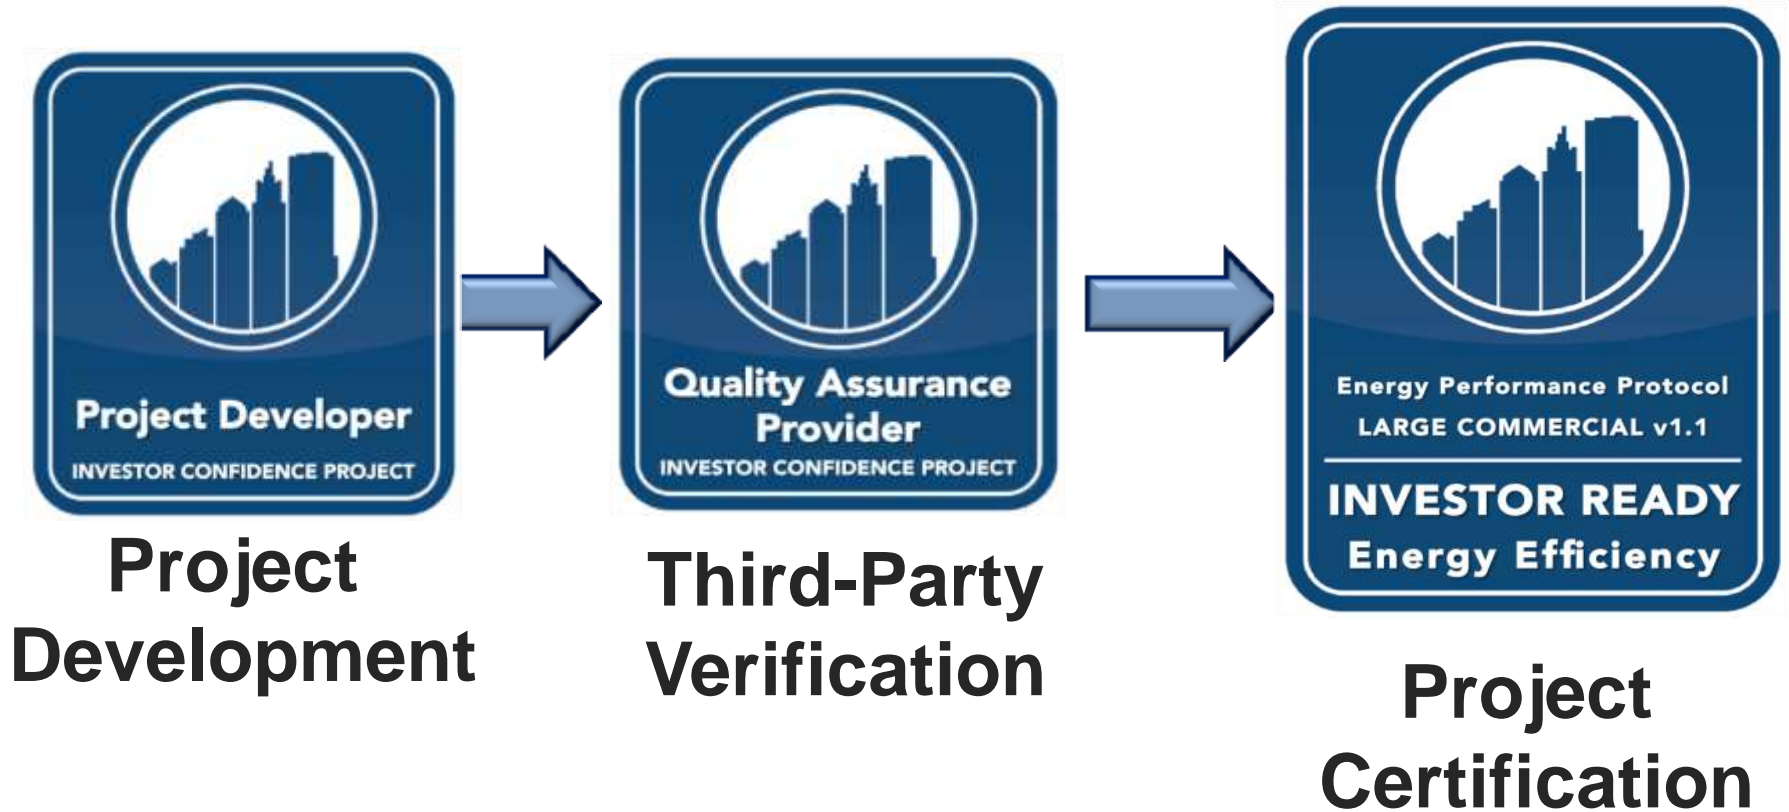 Project Developer
INVESTOR CONFIDENCE PROJECT
Project
Development
Quality Assurance
Provider
INVESTOR CONFIDENCE PROJECT
Third-Party
Verification
Energy Performance Protocol
LARGE COMMERCIAL v1.1
INVESTOR READY
Energy Efficiency
Project
Certification